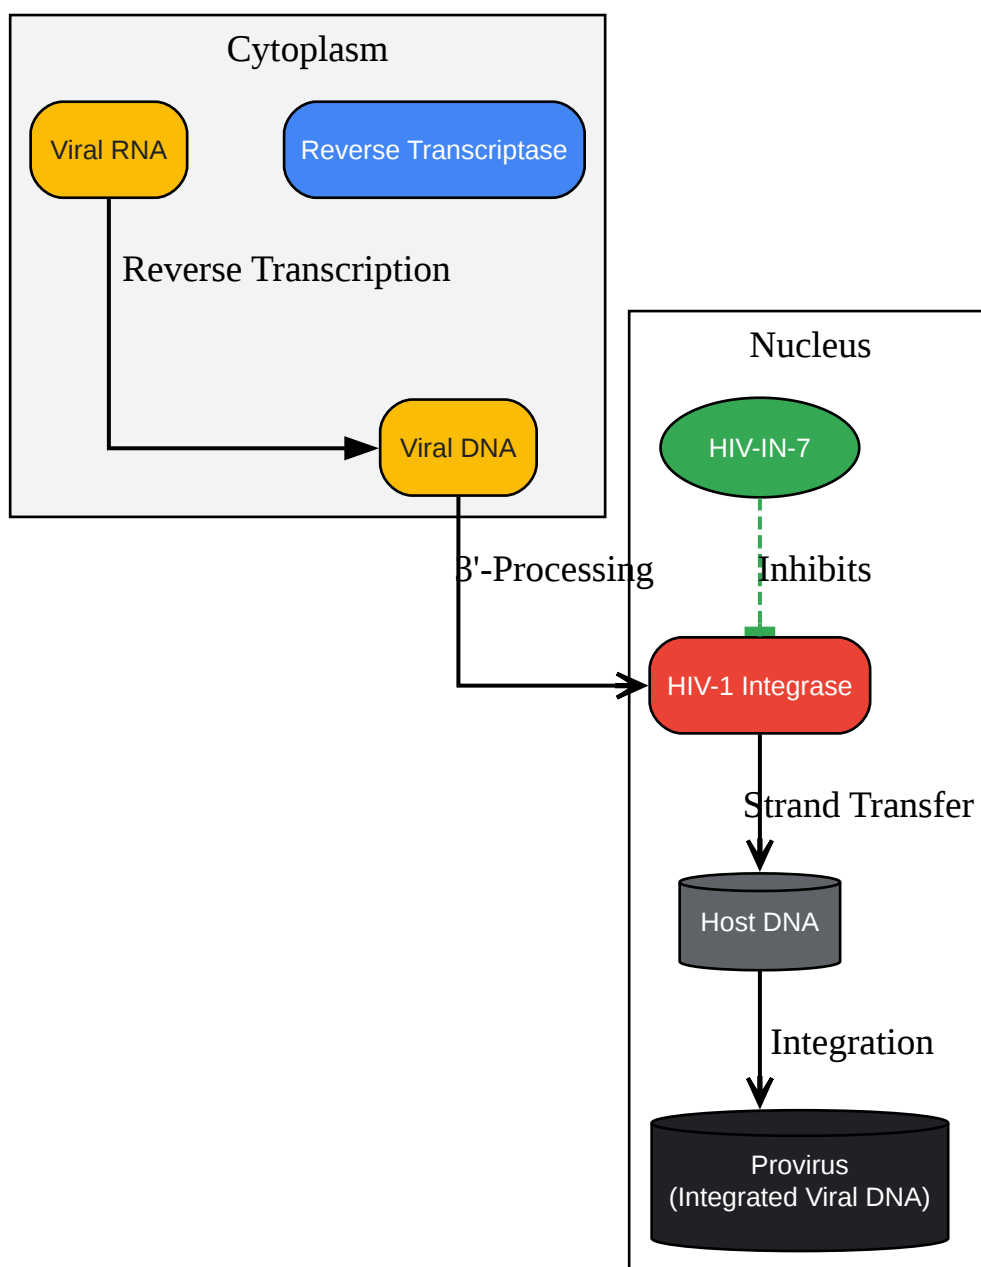 Cytoplasm
Viral RNA
Reverse Transcriptase
Reverse Transcription
Viral DNA
Nucleus
HIV-IN-7
3'-Processing
Inhibits
HIV-1 Integrase
Strand Transfer
Host DNA
Integration
Provirus
(Integrated Viral DNA)